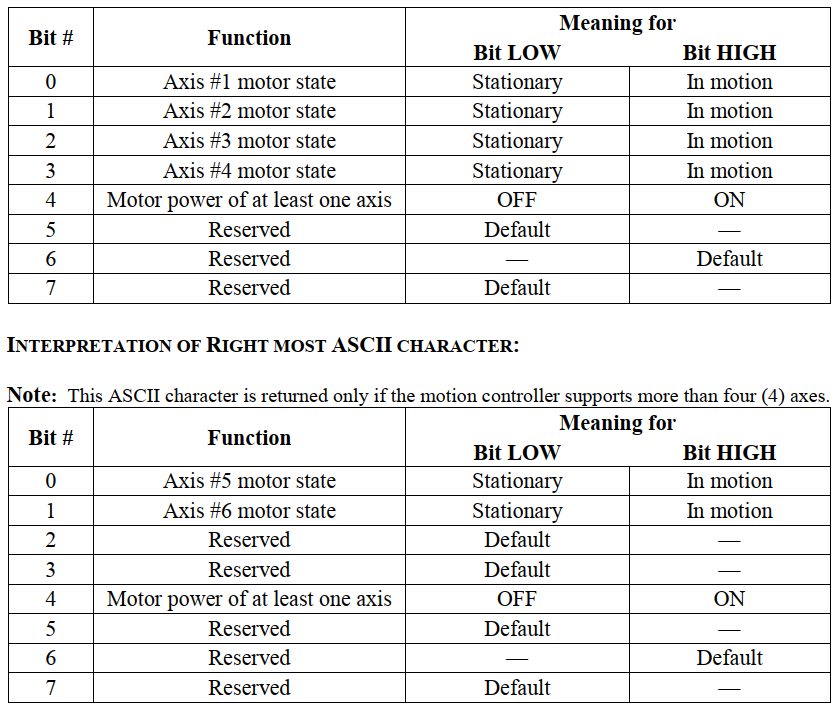 Bit # Function Meaning for
Bit LOW Bit HIGH
0 Axis #1 motor state Stationary In motion
1 Axis #2 motor state Stationary In motion
2 Axis #3 motor state Stationary In motion
3 Axis #4 motor state Stationary In motion
4 Motor power of at least one axis OFF ON
5 Reserved Default —
6 Reserved — Default
7 Reserved Default —
INTERPRETATION OF RIGHT MOST ASCII CHARACTER:
Note: This ASCII character is returned only if the motion controller supports more than four (4) axes.
Bit # Function Meaning for
Bit LOW Bit HIGH
0 Axis #5 motor state Stationary In motion
1 Axis #6 motor state Stationary In motion
2 Reserved Default —
3 Reserved Default —
4 Motor power of at least one axis OFF ON
5 Reserved Default —
6 Reserved — Default
7 Reserved Default —